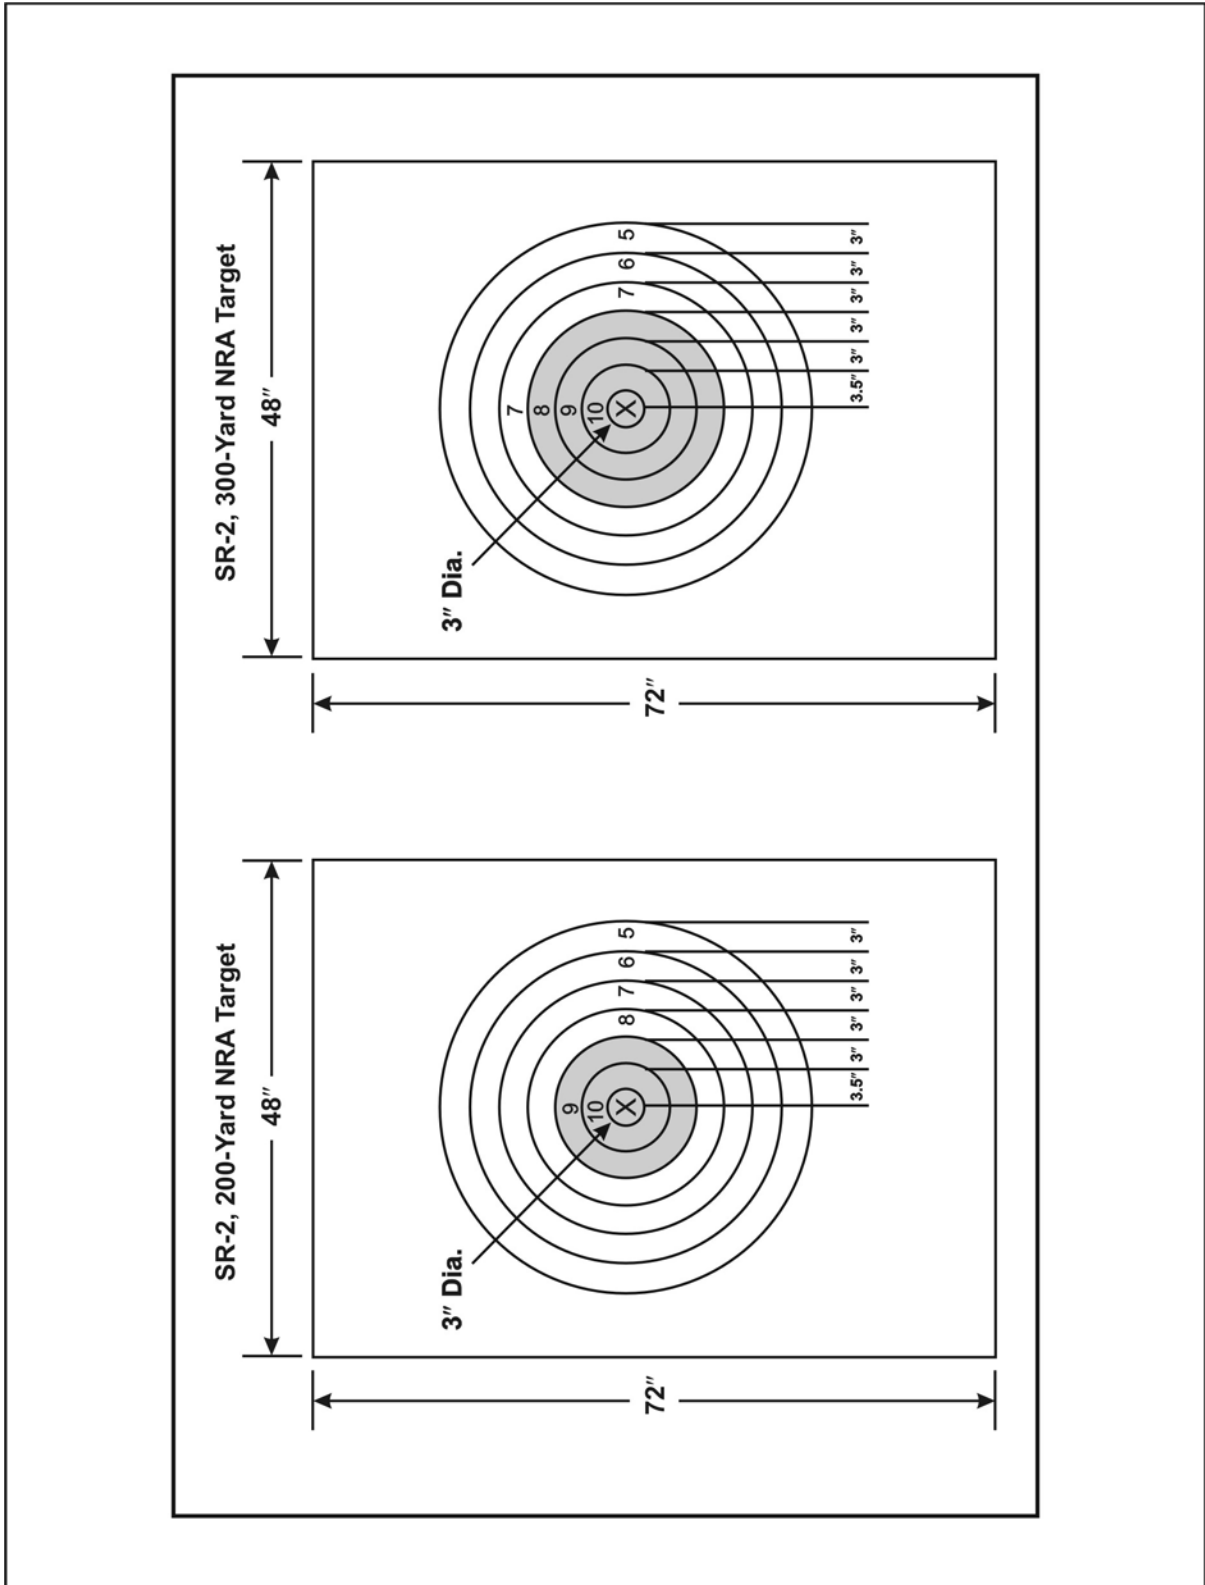 SR-2, 200-Yard NRA Target
48″
3″ Dia.
9
10
X 8 7 6 5
72″
3.5″ 3″ 3″ 3″ 3″ 3″
SR-2, 300-Yard NRA Target
48″
3″ Dia.
7
8
9
10
X 7 6 5
72″
3.5″ 3″ 3″ 3″ 3″ 3″